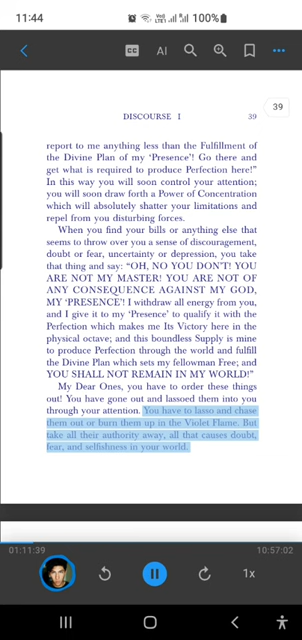 11:44
100%
CC
AI
39
DISCOURSE I 39
report to me anything less than the Fulfillment of
the Divine Plan of my ‘Presence’! Go there and
get what is required to produce Perfection here!”
In this way you will soon control your attention;
you will soon draw forth a Power of Concentration
which will absolutely shatter your limitations and
repel from you disturbing forces.
When you find your bills or anything else that
seems to throw over you a sense of discouragement,
doubt or fear, uncertainty or depression, you take
that thing and say: “OH, NO YOU DON’T! YOU
ARE NOT MY MASTER! YOU ARE NOT OF
ANY CONSEQUENCE AGAINST MY GOD,
MY ‘PRESENCE’! I withdraw all energy from you,
and I give it to my ‘Presence’ to qualify it with the
Perfection which makes Its Victory here in the
physical octave; and this boundless Supply is mine
to produce Perfection through the world and fulfill
the Divine Plan which sets my fellowman Free; and
YOU SHALL NOT REMAIN IN MY WORLD!”
My Dear Ones, you have to order these things
out! You have gone out and lassoed them into you
through your attention. You have to lasso and chase
them out or burn them up in the Violet Flame. But
take all their authority away, all that causes doubt,
fear, and selfishness in your world.
01:11:39 10:57:02
1x